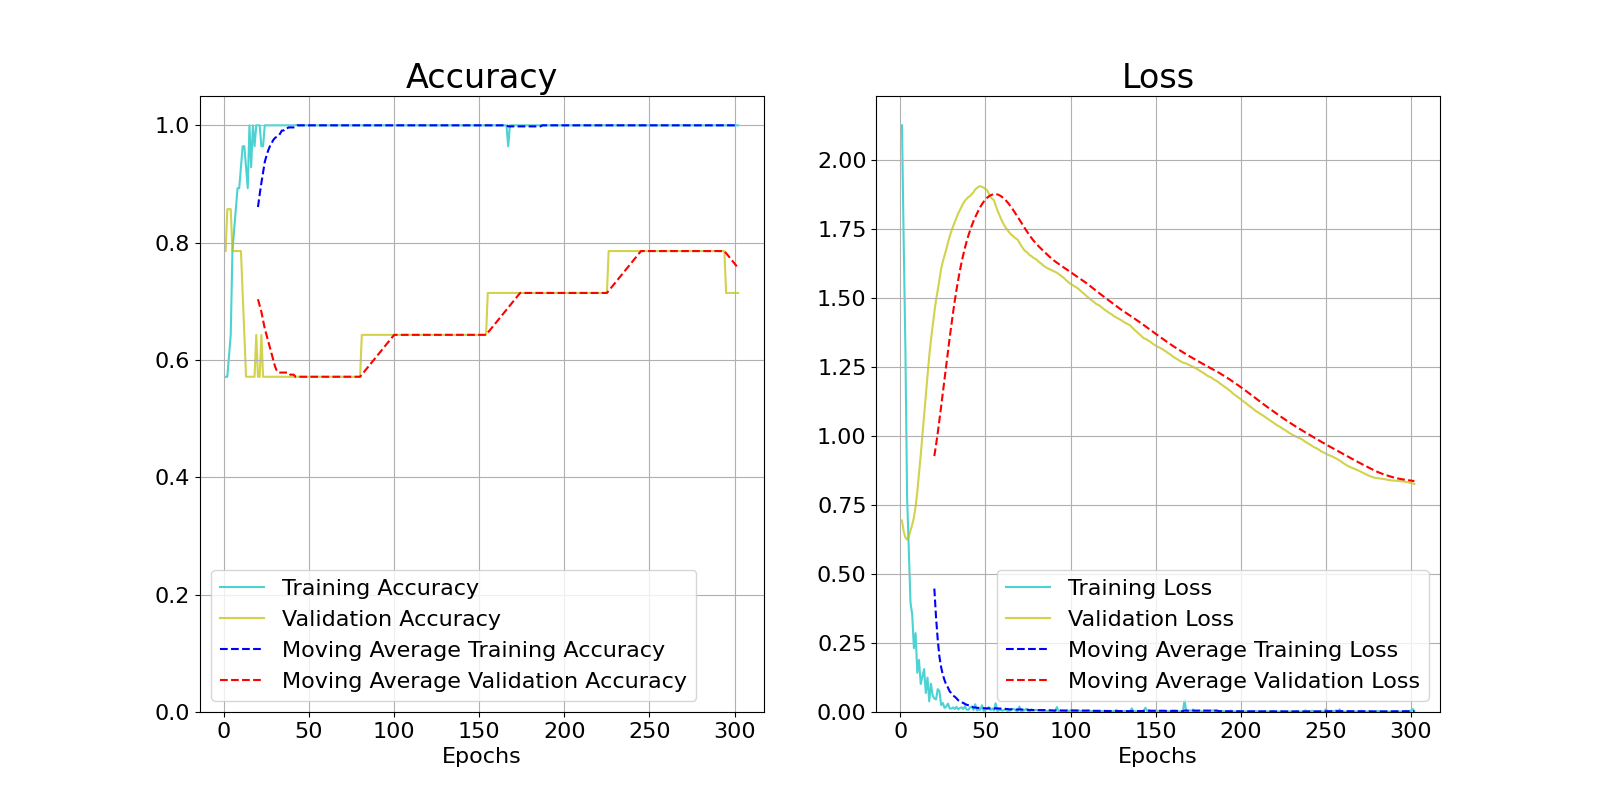 Accuracy
1.0
0.8
0.6
0.4
0.2
0.0
Training Accuracy
Validation Accuracy
Moving Average Training Accuracy
Moving Average Validation Accuracy
0 50 100 150 200 250 300
Epochs
Loss
2.00
1.75
1.50
1.25
1.00
0.75
0.50
0.25
0.00
Training Loss
Validation Loss
Moving Average Training Loss
Moving Average Validation Loss
0 50 100 150 200 250 300
Epochs